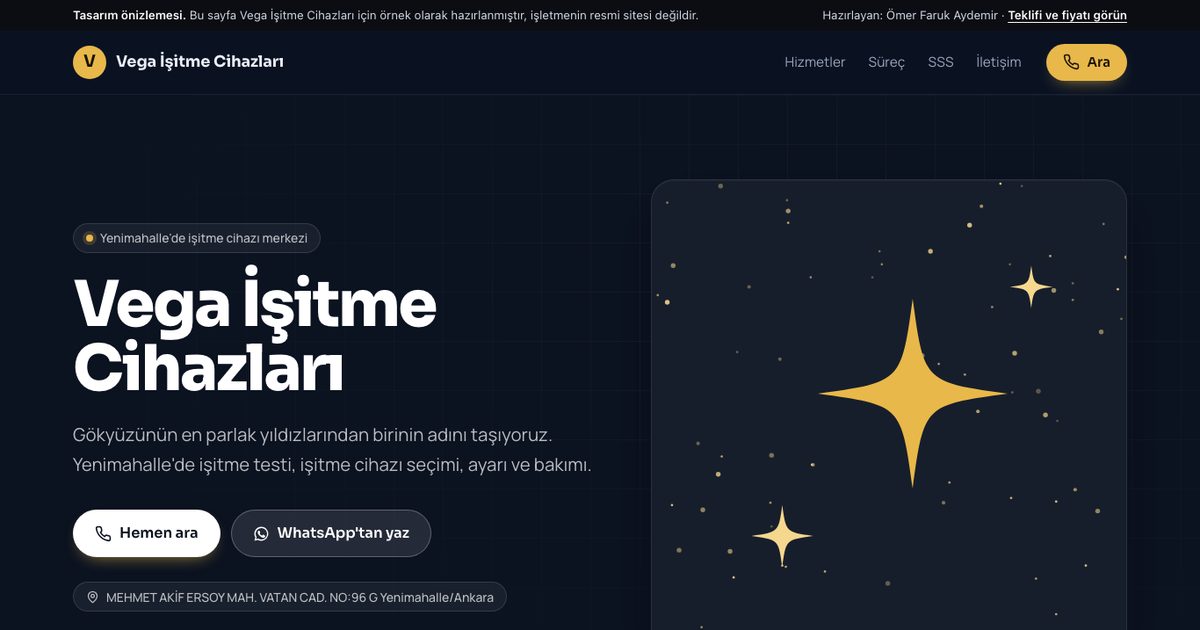 Tasarım önizlemesi. Bu sayfa Vega İşitme Cihazları için örnek olarak hazırlanmıştır, işletmenin resmi sitesi değildir.
Hazırlayan: Ömer Faruk Aydemir · Teklifi ve fiyatı görün
V Vega İşitme Cihazları
Hizmetler Süreç SSS İletişim Ara
Yenimahalle'de işitme cihazı merkezi
Vega İşitme
Cihazları
Gökyüzünün en parlak yıldızlarından birinin adını taşıyoruz.
Yenimahalle'de işitme testi, işitme cihazı seçimi, ayarı ve bakımı.
Hemen ara WhatsApp'tan yaz
MEHMET AKİF ERSOY MAH. VATAN CAD. NO:96 G Yenimahalle/Ankara